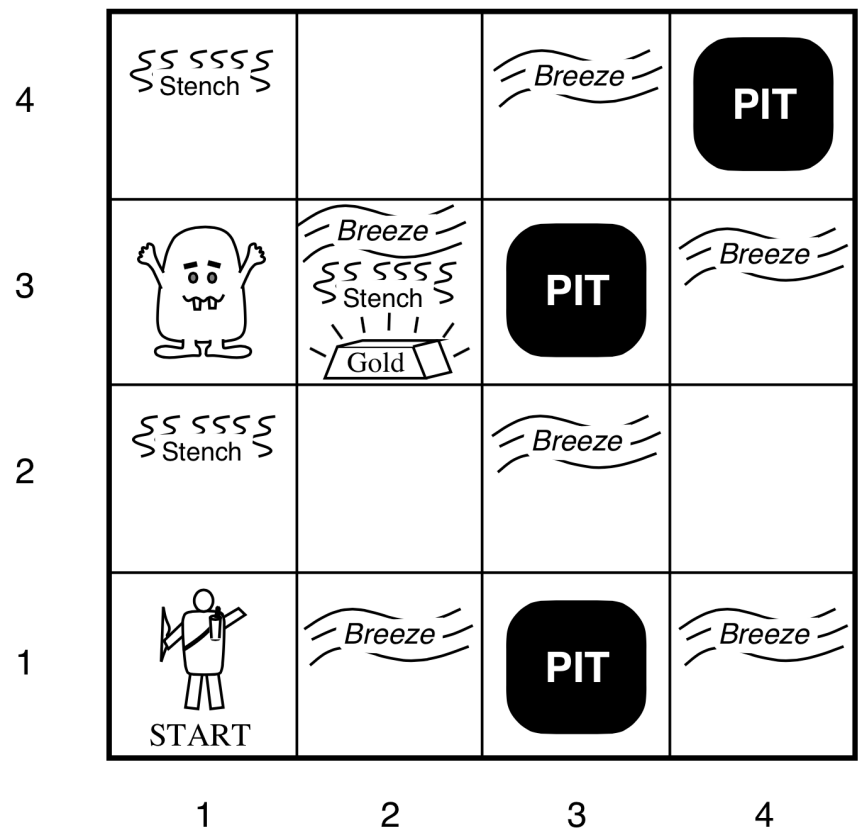 4
Stench
Breeze
PIT
3
Breeze
Stench
Gold
PIT
Breeze
2
Stench
Breeze
1
START
Breeze
PIT
Breeze
1 2 3 4